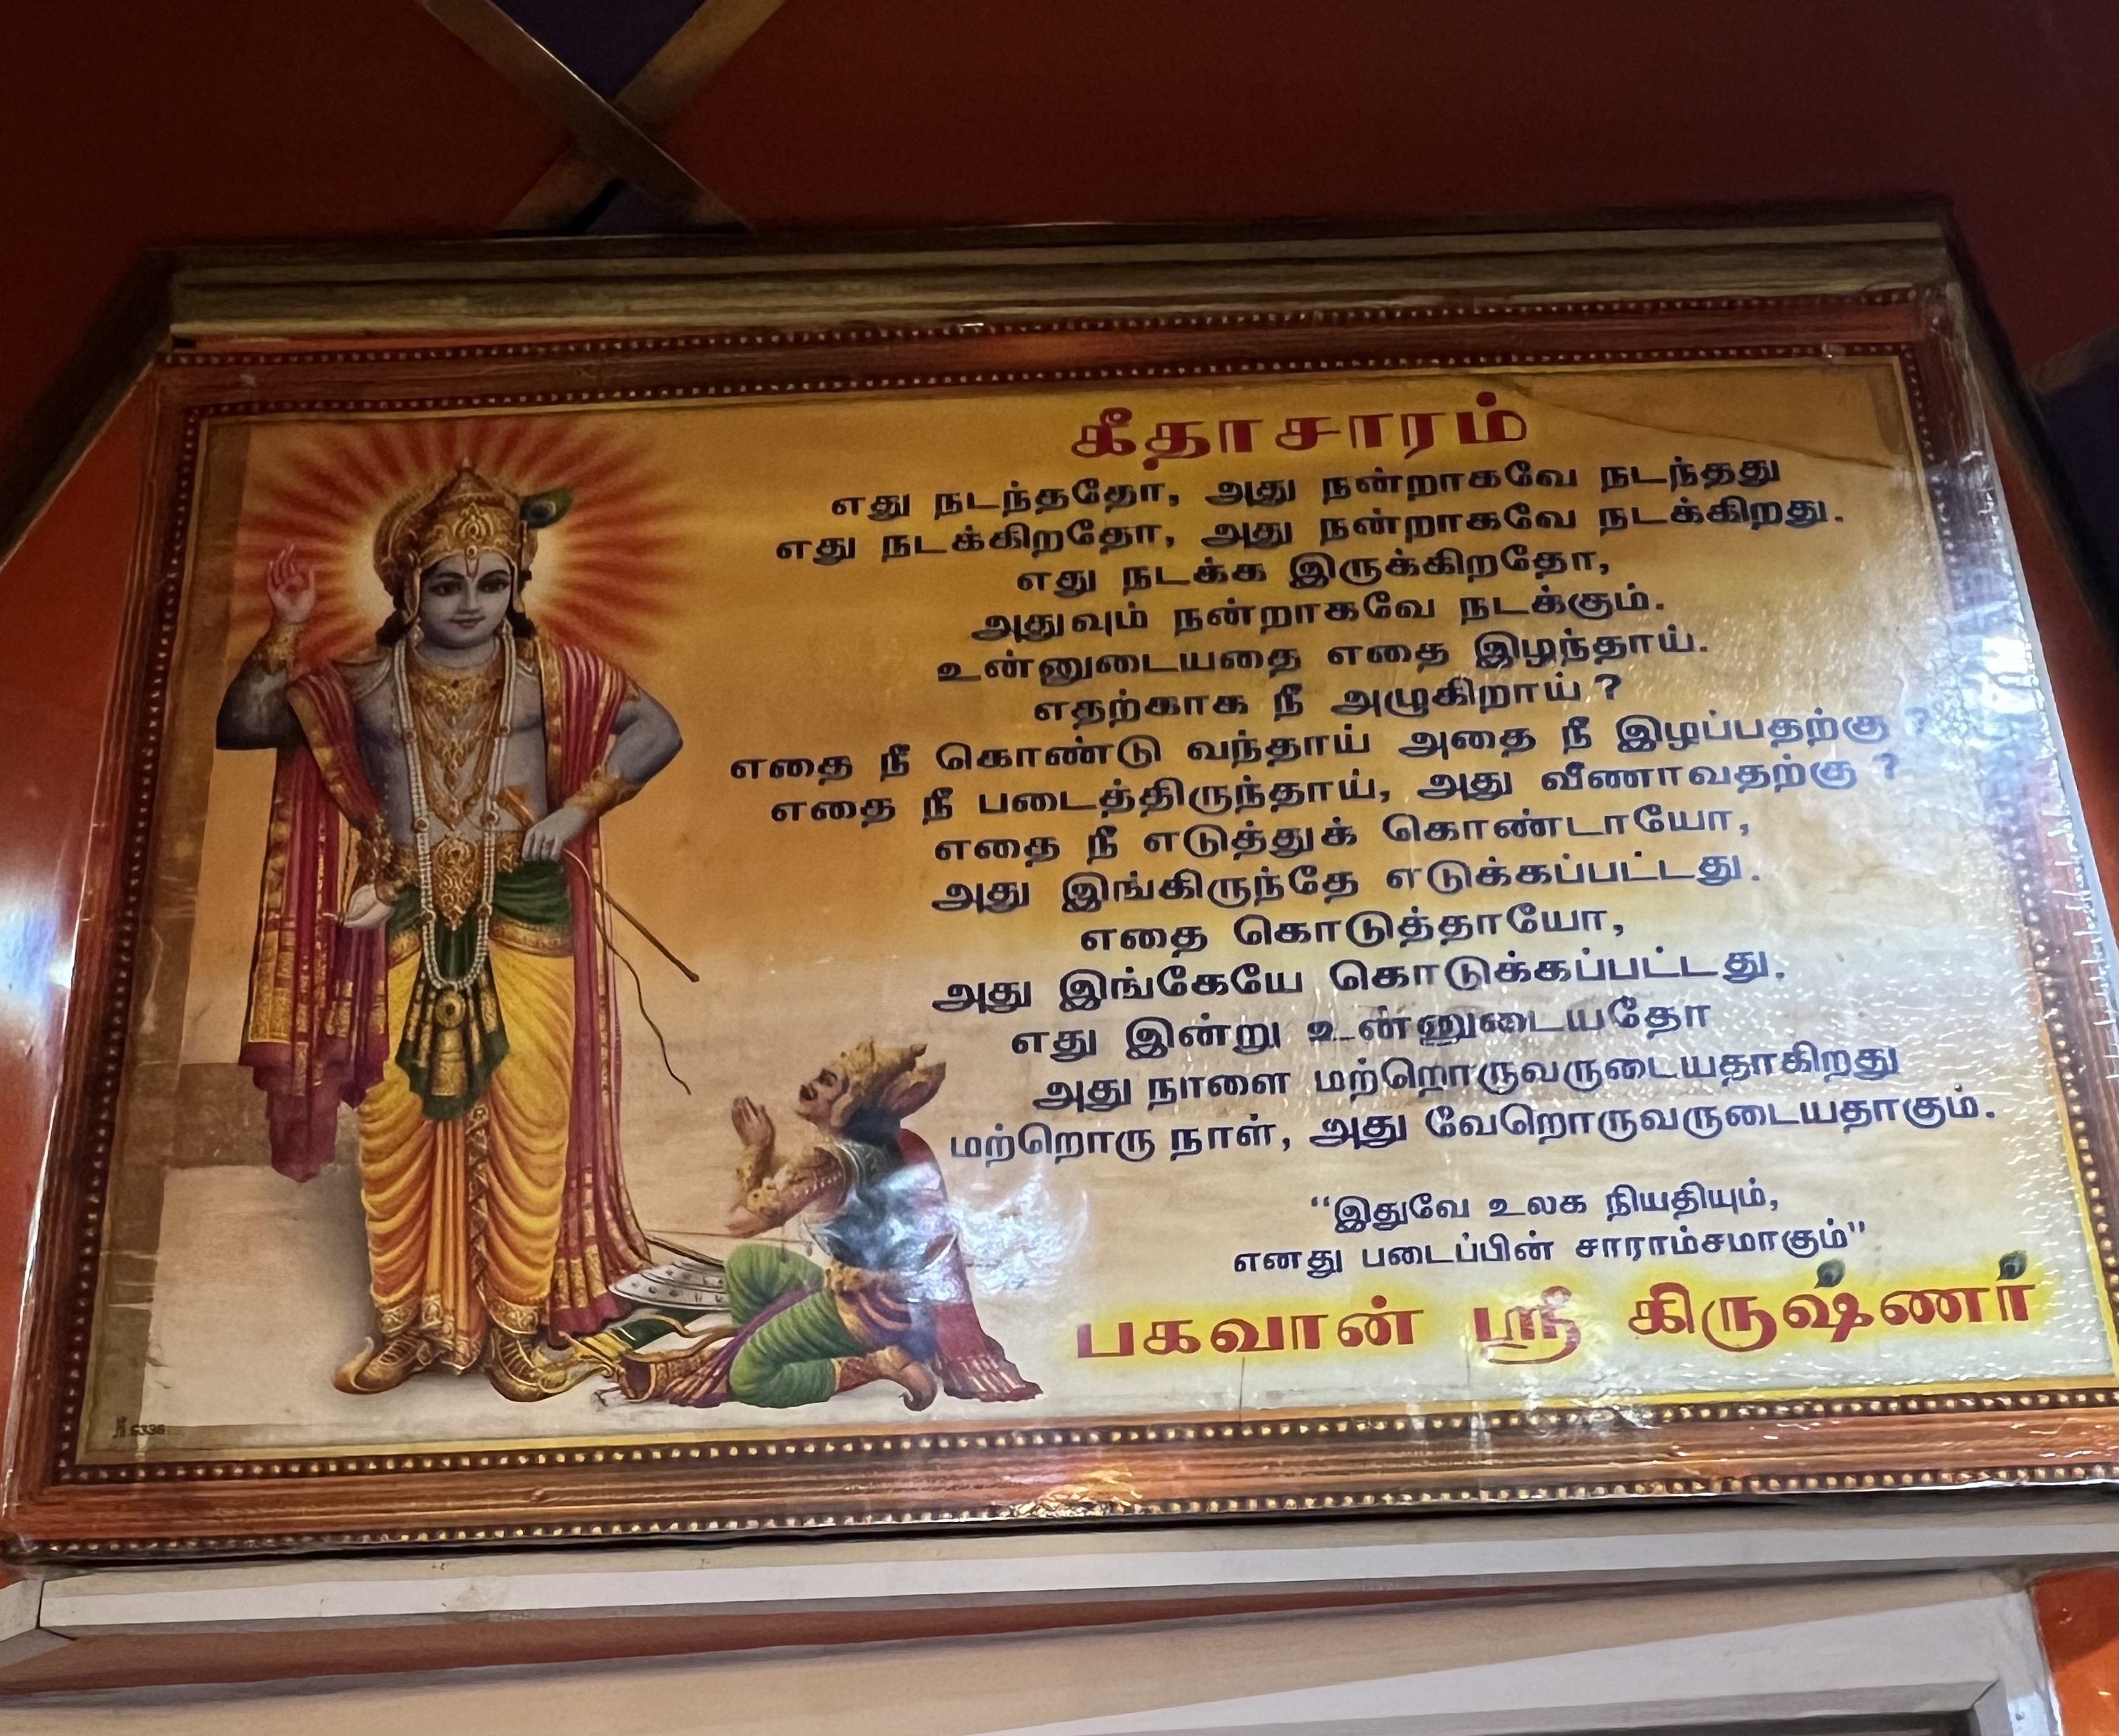 கீதாசாரம்
எது நடந்ததோ, அது நன்றாகவே நடந்தது
எது நடக்கிறதோ, அது நன்றாகவே நடக்கிறது.
எது நடக்க இருக்கிறதோ,
அதுவும் நன்றாகவே நடக்கும்.
உன்னுடையதை எதை இழந்தாய்.
எதற்காக நீ அழுகிறாய் ?
எதை நீ கொண்டு வந்தாய் அதை நீ இழப்பதற்கு ?
எதை நீ படைத்திருந்தாய், அது வீணாவதற்கு ?
எதை நீ எடுத்துக் கொண்டாயோ,
அது இங்கிருந்தே எடுக்கப்பட்டது.
எதை கொடுத்தாயோ,
அது இங்கேயே கொடுக்கப்பட்டது.
எது இன்று உன்னுடையதோ
அது நாளை மற்றொருவருடையதாகிறது
மற்றொரு நாள், அது வேறொருவருடையதாகும்.
“இதுவே உலக நியதியும்,
எனது படைப்பின் சாராம்சமாகும்”
பகவான் ஸ்ரீ கிருஷ்ணர்